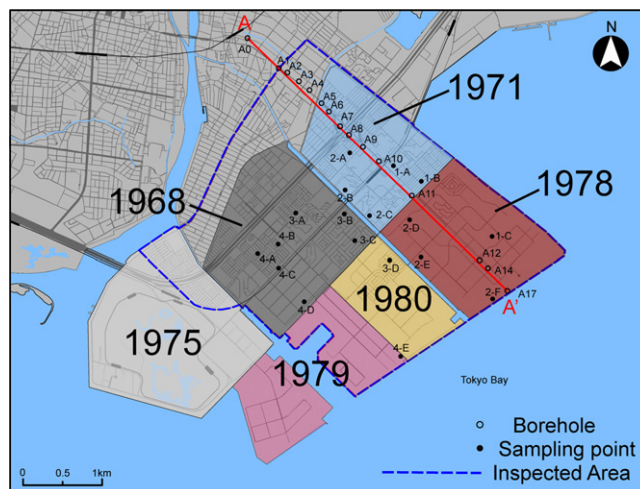 A
N
A0
A1
A2
A3
A4
A5
A6
A7
A8
A9
A10
A11
A12
A14
A17
A'
1971
1968
1978
1980
1975
1979
1-A
1-B
1-C
2-A
2-B
2-C
2-D
2-E
2-F
3-A
3-B
3-C
3-D
4-A
4-B
4-C
4-D
4-E
Tokyo Bay
Borehole
Sampling point
Inspected Area
0 0.5 1km